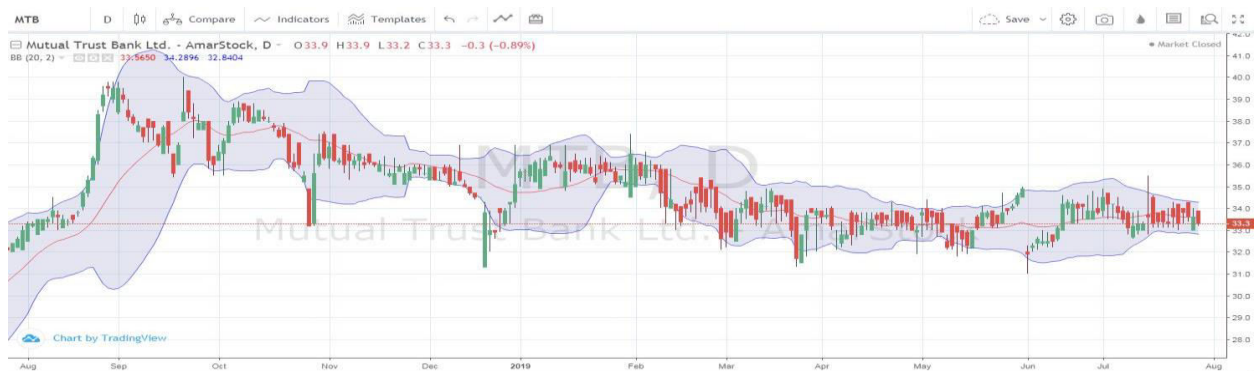 MTB D Compare Indicators Templates Save
Mutual Trust Bank Ltd. - AmarStock, D O33.9 H33.9 L33.2 C33.3 -0.3 (-0.89%)
Market Closed
BB (20, 2) 33.5650 34.2896 32.8404
42.0
41.0
40.0
39.0
38.0
37.0
36.0
35.0
34.0
33.3
33.0
32.0
31.0
30.0
29.0
28.0
MTB, D
Mutual Trust Bank Ltd. - AmarStock
Chart by TradingView
Aug Sep Oct Nov Dec 2019 Feb Mar Apr May Jun Jul Aug